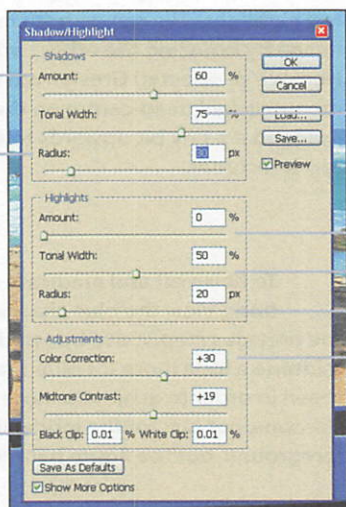 Shadow/Highlight
Shadows
Amount: 60 %
Tonal Width: 75 %
Radius: 30 px
Highlights
Amount: 0 %
Tonal Width: 50 %
Radius: 20 px
Adjustments
Color Correction: +30
Midtone Contrast: +19
Black Clip: 0.01 % White Clip: 0.01 %
Save As Defaults
Show More Options
OK
Cancel
Load...
Save...
Preview